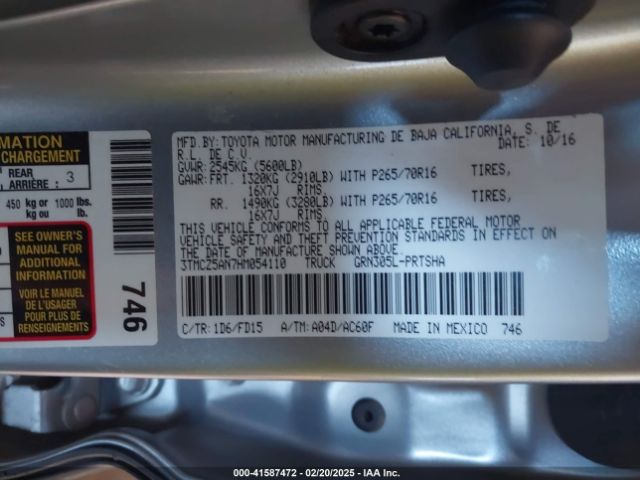 MATION
CHARGEMENT
REAR
ARRIÈRE : 3
450 kg or 1000 lbs.
kg ou lb.
SEE OWNER'S
MANUAL FOR
ADDITIONAL
INFORMATION
VOIR LE MANUEL
DE L'USAGER
POUR PLUS DE
RENSEIGNEMENTS
746
MFD.BY: TOYOTA MOTOR MANUFACTURING DE BAJA CALIFORNIA, S. DE
R.L. DE C.V. DATE: 10/16
GVWR: 2545KG (5600LB)
GAWR: FRT. 1320KG (2910LB) WITH P265/70R16 TIRES,
16X7J RIMS
RR. 1490KG (3280LB) WITH P265/70R16 TIRES,
16X7J RIMS
THIS VEHICLE CONFORMS TO ALL APPLICABLE FEDERAL MOTOR
VEHICLE SAFETY AND THEFT PREVENTION STANDARDS IN EFFECT ON
THE DATE OF MANUFACTURE SHOWN ABOVE.
3TMCZ5AN7HM054110 TRUCK GRN305L-PRTSHA
C/TR: 1D6/FD15 A/TM: A04D/AC60F MADE IN MEXICO 746
000-41587472 — 02/20/2025 — IAA Inc.